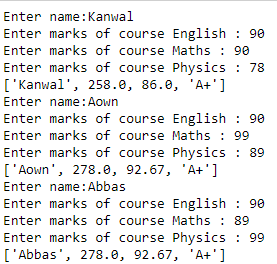 Enter name:Kanwal
Enter marks of course English : 90
Enter marks of course Maths : 90
Enter marks of course Physics : 78
['Kanwal', 258.0, 86.0, 'A+']
Enter name:Aown
Enter marks of course English : 90
Enter marks of course Maths : 99
Enter marks of course Physics : 89
['Aown', 278.0, 92.67, 'A+']
Enter name:Abbas
Enter marks of course English : 90
Enter marks of course Maths : 89
Enter marks of course Physics : 99
['Abbas', 278.0, 92.67, 'A+']